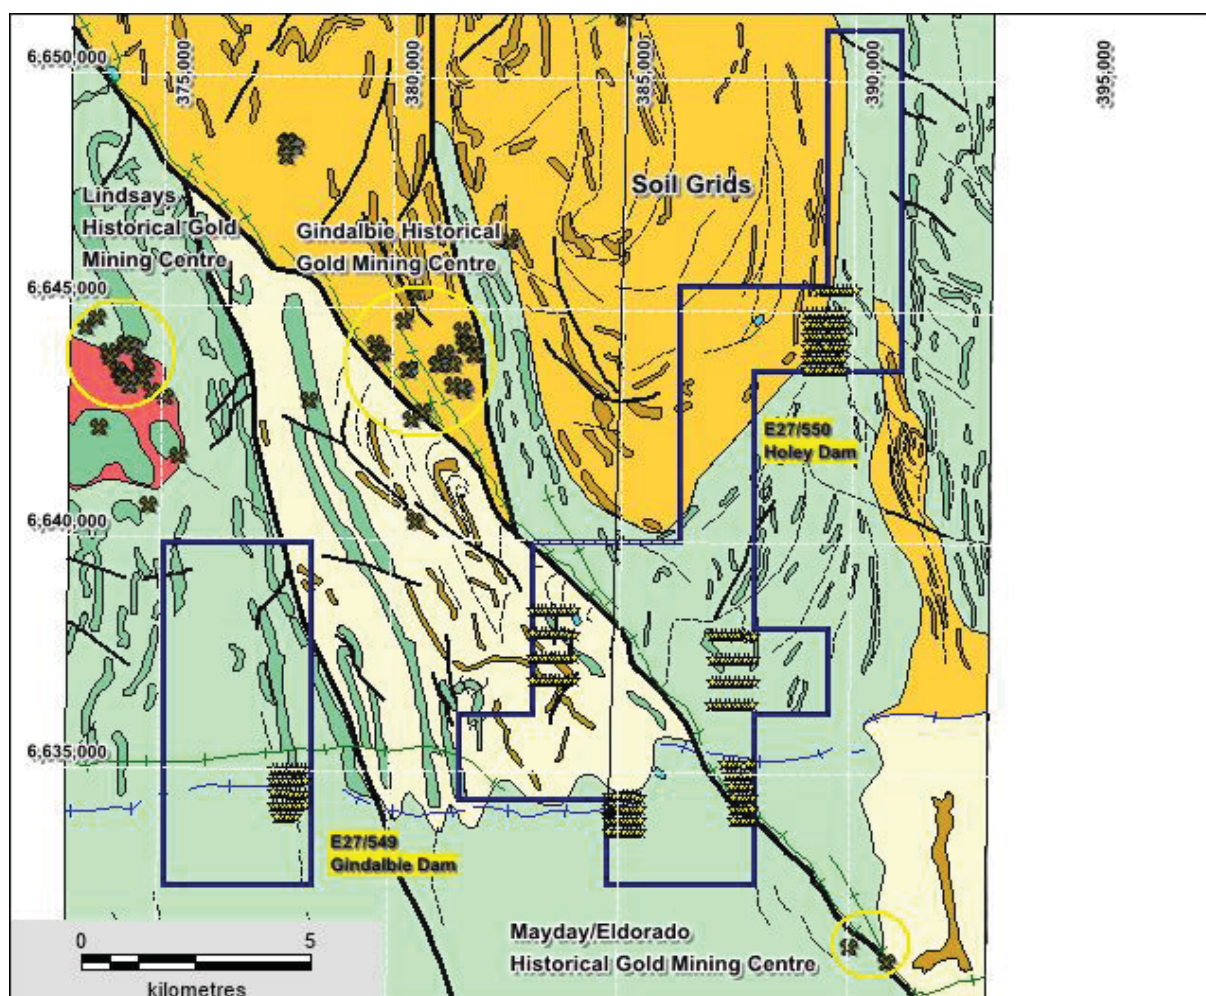 6,650,000
375,000
380,000
385,000
390,000
395,000
Lindsays
Historical Gold
Mining Centre
Gindalbie Historical
Gold Mining Centre
Soil Grids
6,645,000
E27/550
Holey Dam
6,640,000
6,635,000
E27/549
Gindalbie Dam
Mayday/Eldorado
Historical Gold Mining Centre
0 5
kilometres